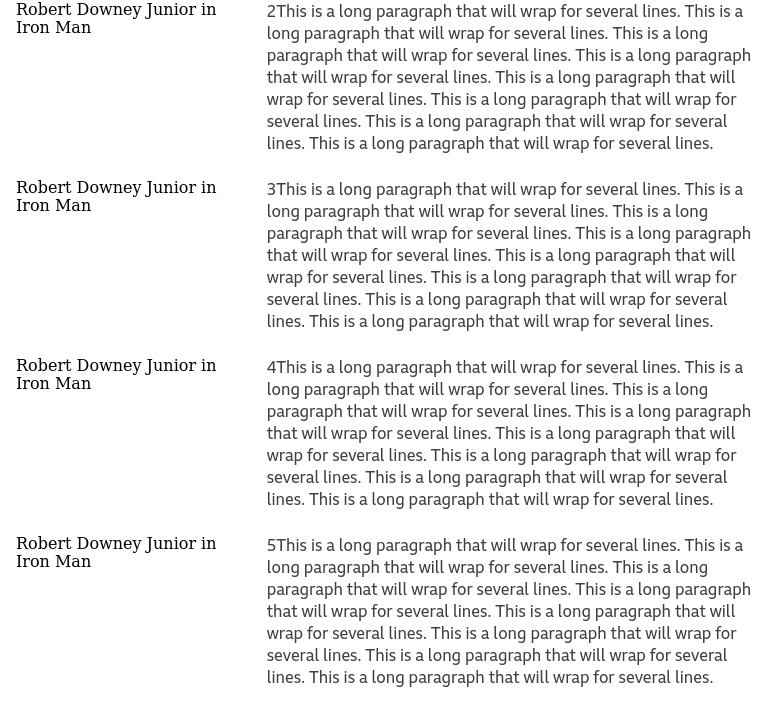 Robert Downey Junior in
Iron Man
2This is a long paragraph that will wrap for several lines. This is a
long paragraph that will wrap for several lines. This is a long
paragraph that will wrap for several lines. This is a long paragraph
that will wrap for several lines. This is a long paragraph that will
wrap for several lines. This is a long paragraph that will wrap for
several lines. This is a long paragraph that will wrap for several
lines. This is a long paragraph that will wrap for several lines.
Robert Downey Junior in
Iron Man
3This is a long paragraph that will wrap for several lines. This is a
long paragraph that will wrap for several lines. This is a long
paragraph that will wrap for several lines. This is a long paragraph
that will wrap for several lines. This is a long paragraph that will
wrap for several lines. This is a long paragraph that will wrap for
several lines. This is a long paragraph that will wrap for several
lines. This is a long paragraph that will wrap for several lines.
Robert Downey Junior in
Iron Man
4This is a long paragraph that will wrap for several lines. This is a
long paragraph that will wrap for several lines. This is a long
paragraph that will wrap for several lines. This is a long paragraph
that will wrap for several lines. This is a long paragraph that will
wrap for several lines. This is a long paragraph that will wrap for
several lines. This is a long paragraph that will wrap for several
lines. This is a long paragraph that will wrap for several lines.
Robert Downey Junior in
Iron Man
5This is a long paragraph that will wrap for several lines. This is a
long paragraph that will wrap for several lines. This is a long
paragraph that will wrap for several lines. This is a long paragraph
that will wrap for several lines. This is a long paragraph that will
wrap for several lines. This is a long paragraph that will wrap for
several lines. This is a long paragraph that will wrap for several
lines. This is a long paragraph that will wrap for several lines.